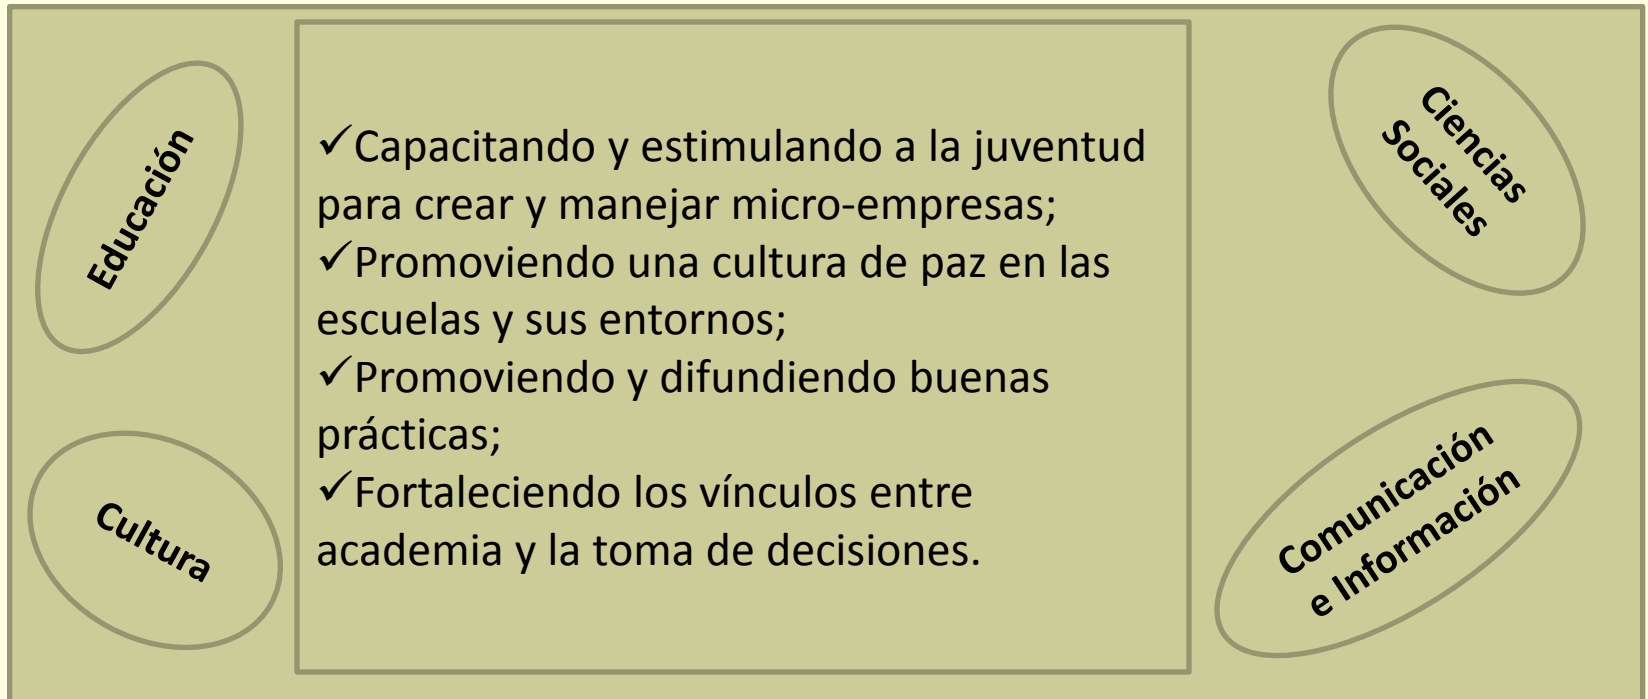 Educación
Cultura
✓Capacitando y estimulando a la juventud
para crear y manejar micro-empresas;
✓Promoviendo una cultura de paz en las
escuelas y sus entornos;
✓Promoviendo y difundiendo buenas
prácticas;
✓Fortaleciendo los vínculos entre
academia y la toma de decisiones.
Ciencias
Sociales
Comunicación
e Información